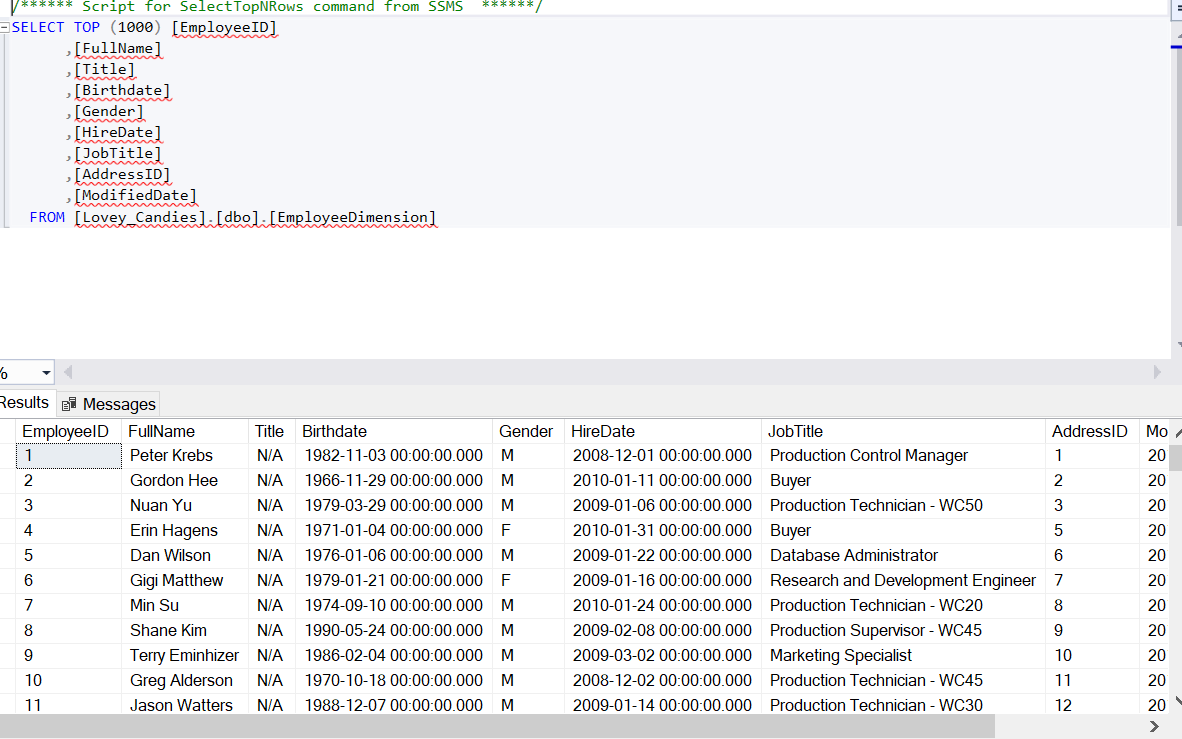 /****** Script for SelectTopNRows command from SSMS  ******/
SELECT TOP (1000) [EmployeeID]
,[FullName]
,[Title]
,[Birthdate]
,[Gender]
,[HireDate]
,[JobTitle]
,[AddressID]
,[ModifiedDate]
FROM [Lovey_Candies].[dbo].[EmployeeDimension]
%
Results Messages
EmployeeID FullName Title Birthdate Gender HireDate JobTitle AddressID Mo
1 Peter Krebs N/A 1982-11-03 00:00:00.000 M 2008-12-01 00:00:00.000 Production Control Manager 1 20
2 Gordon Hee N/A 1966-11-29 00:00:00.000 M 2010-01-11 00:00:00.000 Buyer 2 20
3 Nuan Yu N/A 1979-03-29 00:00:00.000 M 2009-01-06 00:00:00.000 Production Technician - WC50 3 20
4 Erin Hagens N/A 1971-01-04 00:00:00.000 F 2010-01-31 00:00:00.000 Buyer 5 20
5 Dan Wilson N/A 1976-01-06 00:00:00.000 M 2009-01-22 00:00:00.000 Database Administrator 6 20
6 Gigi Matthew N/A 1979-01-21 00:00:00.000 F 2009-01-16 00:00:00.000 Research and Development Engineer 7 20
7 Min Su N/A 1974-09-10 00:00:00.000 M 2010-01-24 00:00:00.000 Production Technician - WC20 8 20
8 Shane Kim N/A 1990-05-24 00:00:00.000 M 2009-02-08 00:00:00.000 Production Supervisor - WC45 9 20
9 Terry Eminhizer N/A 1986-02-04 00:00:00.000 M 2009-03-02 00:00:00.000 Marketing Specialist 10 20
10 Greg Alderson N/A 1970-10-18 00:00:00.000 M 2008-12-02 00:00:00.000 Production Technician - WC45 11 20
11 Jason Watters N/A 1988-12-07 00:00:00.000 M 2009-01-14 00:00:00.000 Production Technician - WC30 12 20